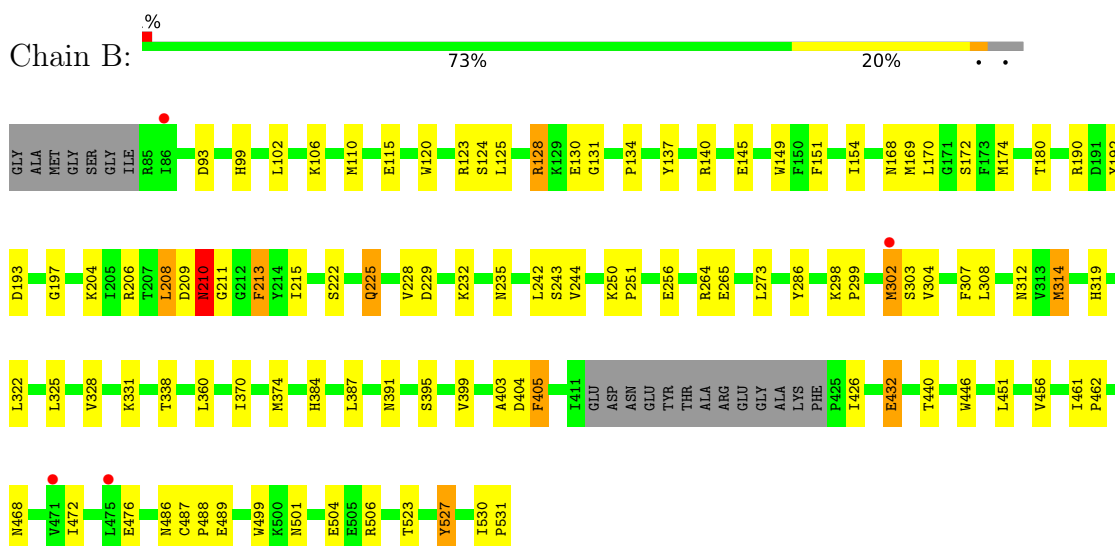 %
Chain B:
73% 20% • •
GLY ALA MET GLY SER GLY ILE R85 I86 D93 H99 L102 K106 M110 E115 W120 R123 S124 L125 R128 K129 E130 G131 P134 Y137 R140 E145 W149 F150 F151 I154 N168 M169 L170 G171 S172 F173 M174 T180 R190 D191 Y192
D193 G197 K204 I205 R206 T207 L208 D209 N210 G211 G212 F213 Y214 I215 S222 Q225 V228 D229 K232 N235 L242 S243 V244 K250 P251 E256 R264 E265 L273 Y286 K298 P299 M302 S303 V304 F307 L308 N312 V313 M314 H319
L322 L325 V328 K331 T338 L360 I370 M374 H384 L387 N391 S395 V399 A403 D404 F405 I411 GLU ASP ASN GLU TYR THR ALA ARG GLU GLY ALA LYS PHE P425 I426 E432 T440 W446 L451 V456 I461 P462
N468 V471 I472 L475 E476 N486 C487 P488 E489 W499 K500 N501 E504 E505 R506 T523 Y527 I530 P531